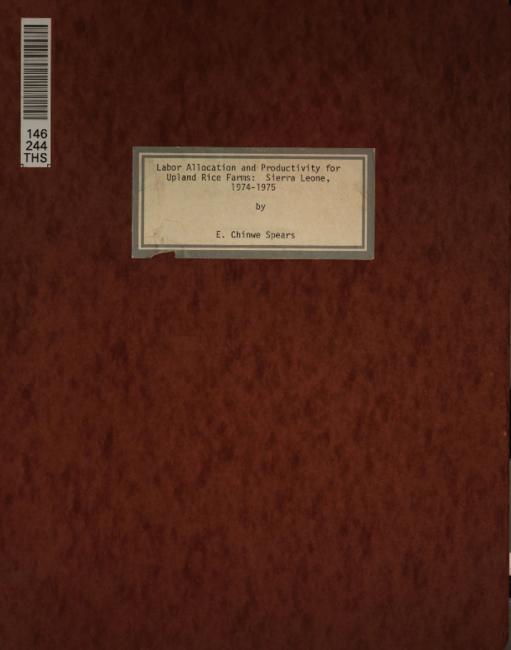 146
244
THS
Labor Allocation and Productivity for
Upland Rice Farms: Sierra Leone,
1974-1975
by
E. Chinwe Spears